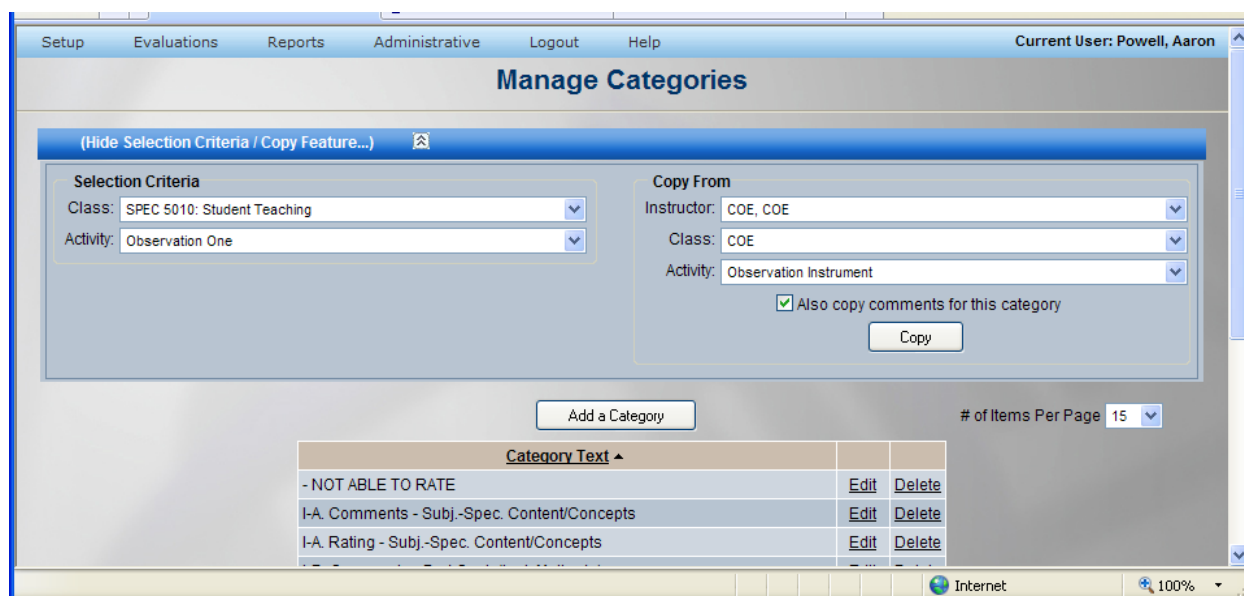 Setup Evaluations Reports Administrative Logout Help Current User: Powell, Aaron
Manage Categories
(Hide Selection Criteria / Copy Feature...)
Selection Criteria
Class: SPEC 5010: Student Teaching
Activity: Observation One
Copy From
Instructor: COE, COE
Class: COE
Activity: Observation Instrument
Also copy comments for this category
Copy
Add a Category
# of Items Per Page 15
Category Text
- NOT ABLE TO RATE Edit Delete
I-A. Comments - Subj.-Spec. Content/Concepts Edit Delete
I-A. Rating - Subj.-Spec. Content/Concepts Edit Delete
Internet 100%